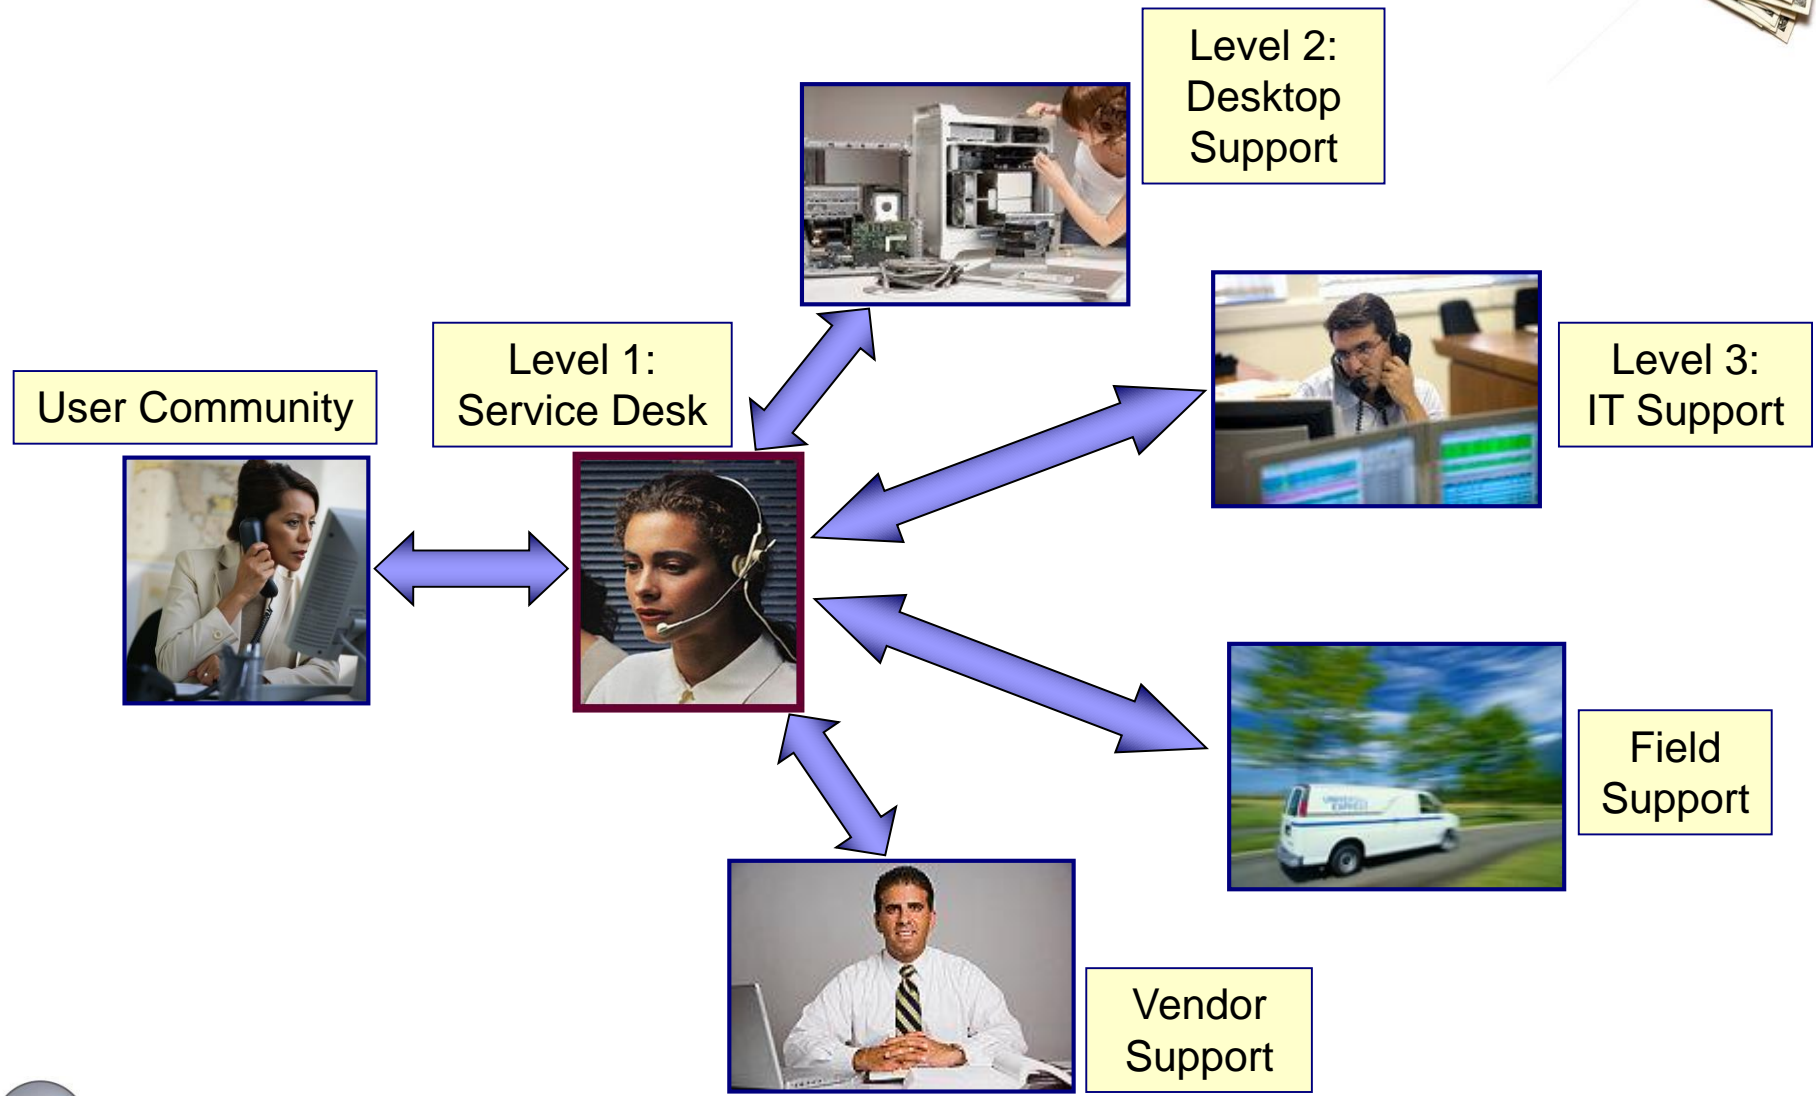 Level 2:
Desktop
Support
Level 1:
Service Desk
Level 3:
IT Support
User Community
Field
Support
Vendor
Support